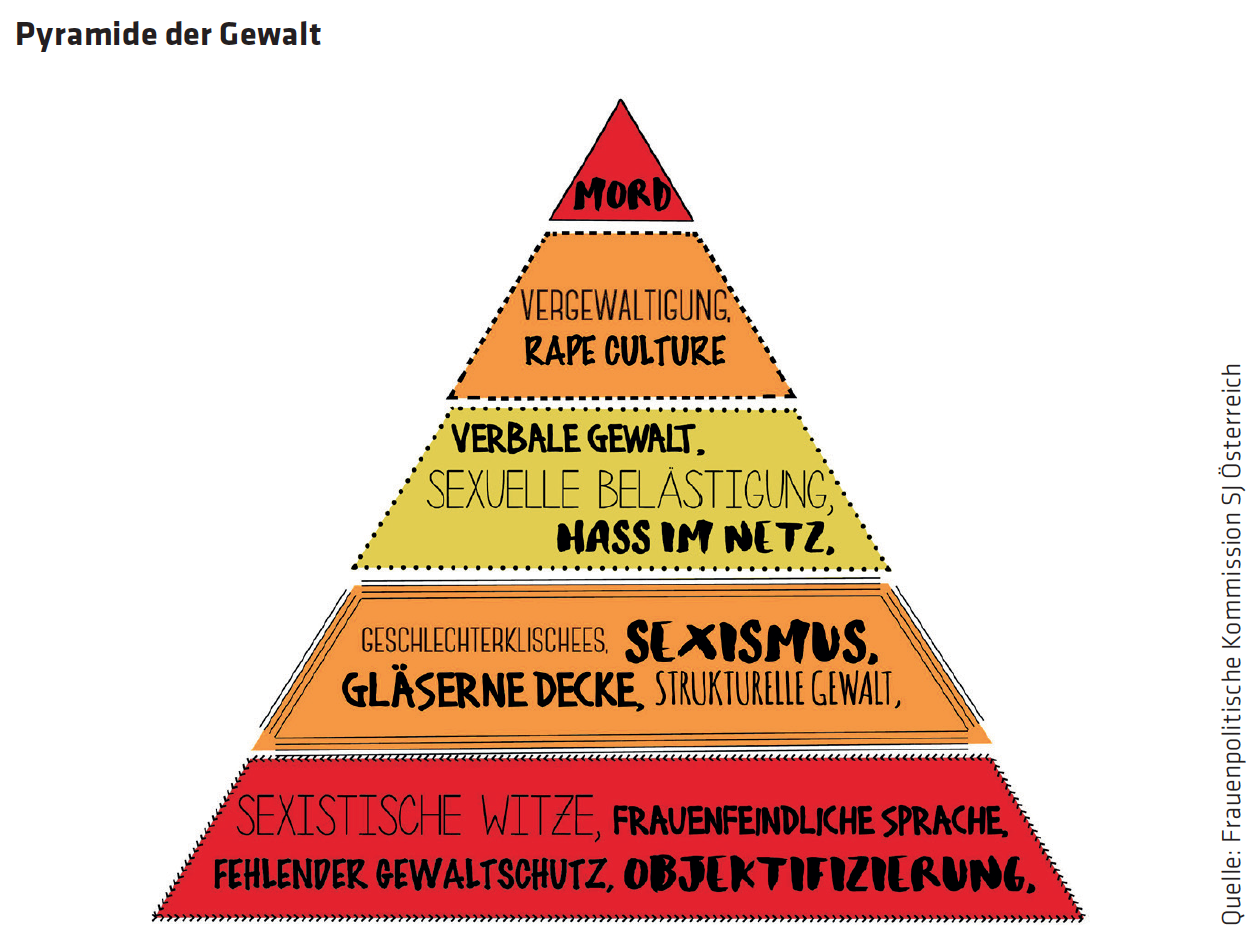 Pyramide der Gewalt
MORD
VERGEWALTIGUNG,
RAPE CULTURE
VERBALE GEWALT,
SEXUELLE BELÄSTIGUNG,
HASS IM NETZ,
GESCHLECHTERKLISCHEES, SEXISMUS,
GLÄSERNE DECKE, STRUKTURELLE GEWALT,
SEXISTISCHE WITZE, FRAUENFEINDLICHE SPRACHE,
FEHLENDER GEWALTSCHUTZ, OBJEKTIFIZIERUNG,
Quelle: Frauenpolitische Kommission SJ Österreich